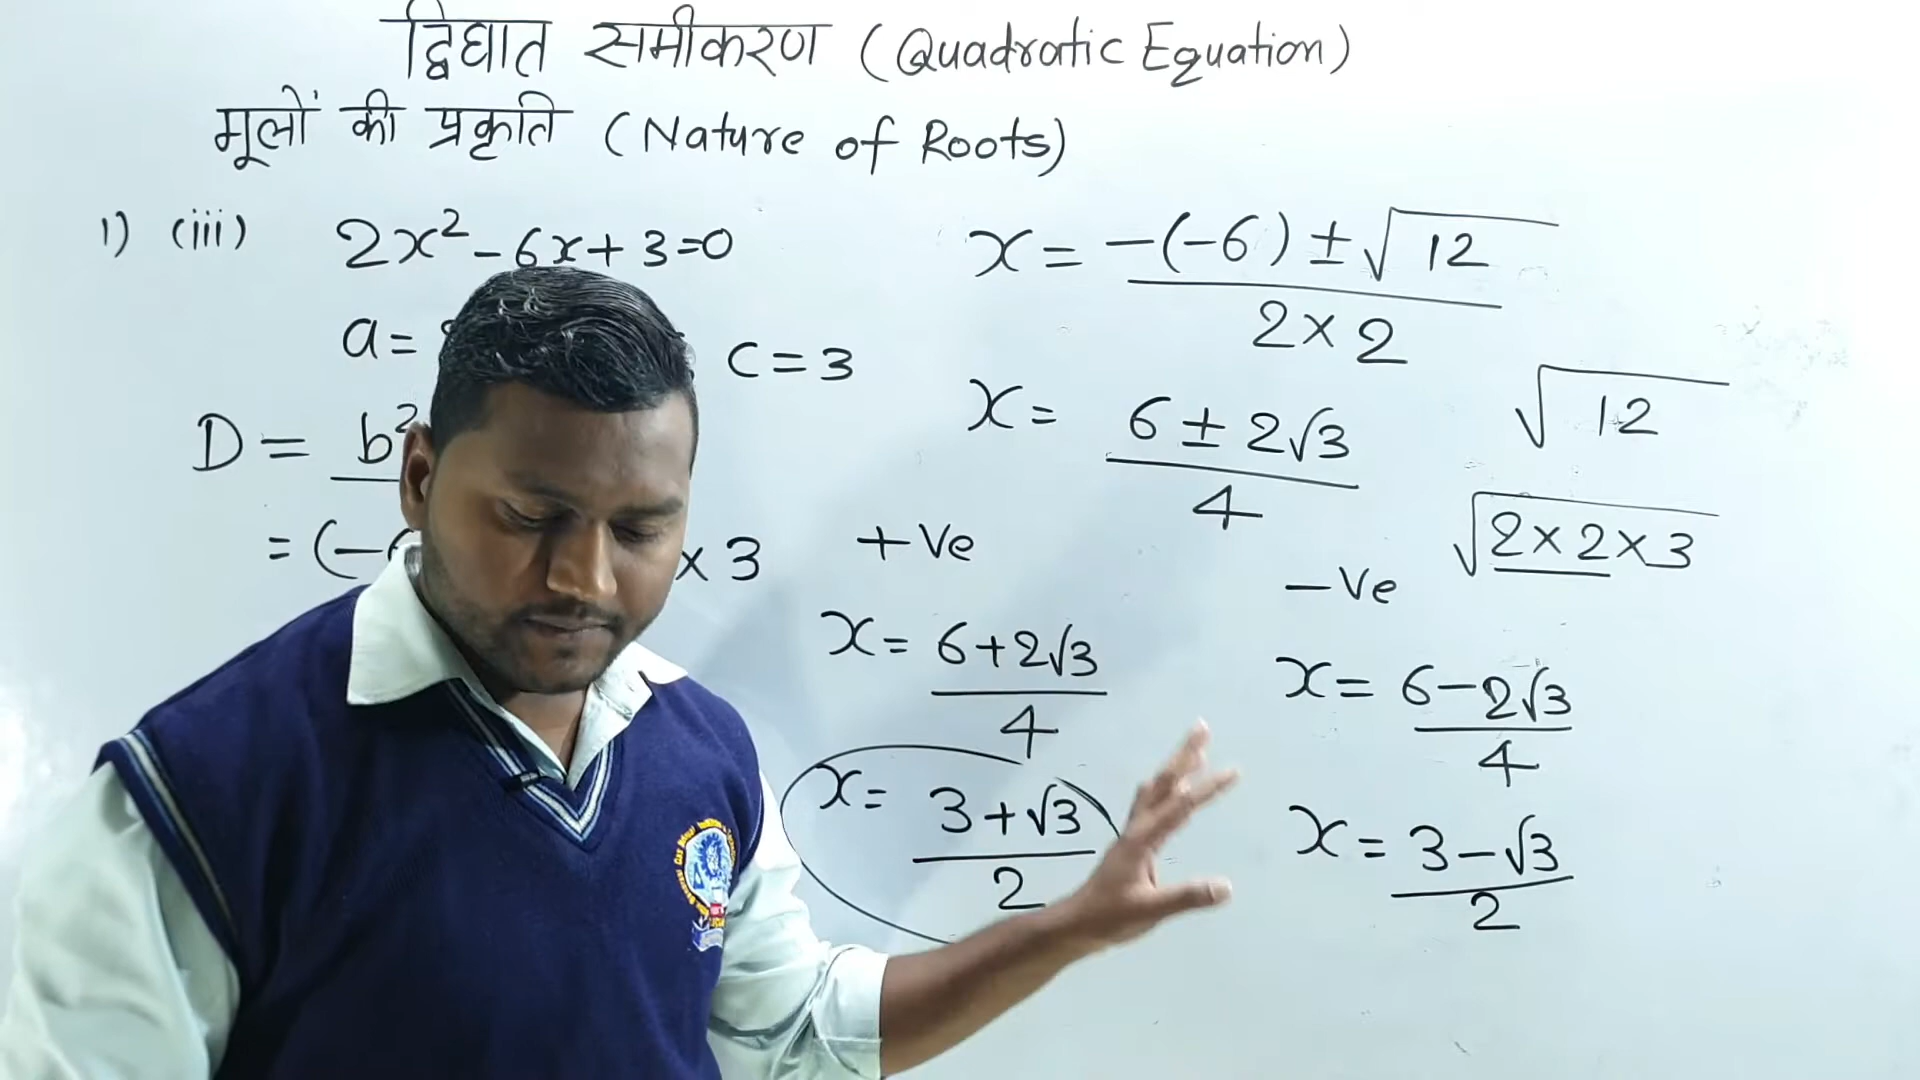 द्विघात समीकरण (Quadratic Equation)
मूलों की प्रकृति (Nature of Roots)
1) (iii) 2x² - 6x + 3 = 0
a = c = 3
D = b²
= (- × 3
x = -(-6) ± √12
2 × 2
x = 6 ± 2√3
4
√12
√2 × 2 × 3
+ve
x = 6 + 2√3
4
x = 3 + √3
2
-ve
x = 6 - 2√3
4
x = 3 - √3
2